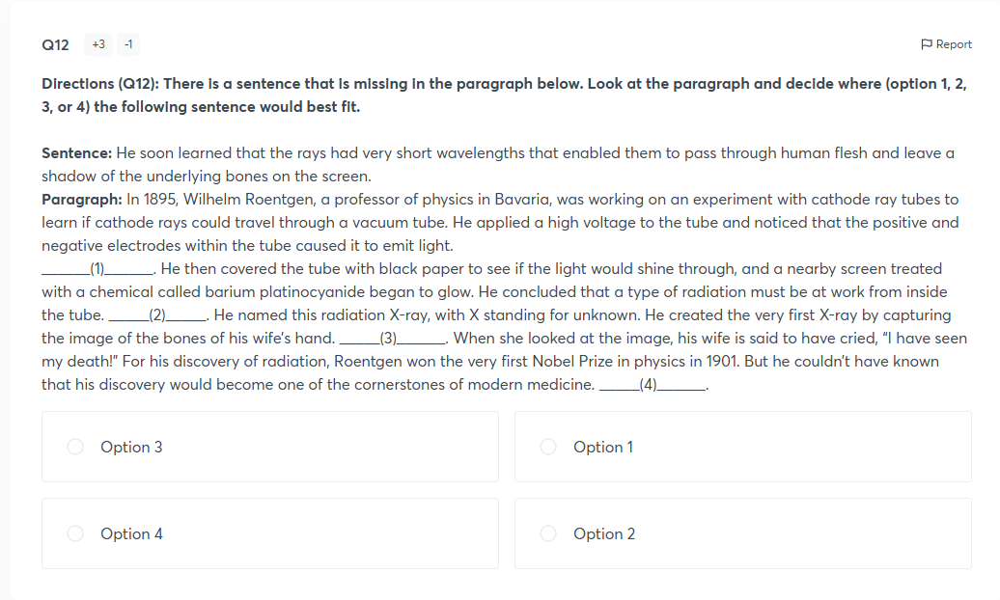 Q12 +3 -1 Report
Directions (Q12): There is a sentence that is missing in the paragraph below. Look at the paragraph and decide where (option 1, 2,
3, or 4) the following sentence would best fit.
Sentence: He soon learned that the rays had very short wavelengths that enabled them to pass through human flesh and leave a
shadow of the underlying bones on the screen.
Paragraph: In 1895, Wilhelm Roentgen, a professor of physics in Bavaria, was working on an experiment with cathode ray tubes to
learn if cathode rays could travel through a vacuum tube. He applied a high voltage to the tube and noticed that the positive and
negative electrodes within the tube caused it to emit light.
______(1)______. He then covered the tube with black paper to see if the light would shine through, and a nearby screen treated
with a chemical called barium platinocyanide began to glow. He concluded that a type of radiation must be at work from inside
the tube. _____(2)_____. He named this radiation X-ray, with X standing for unknown. He created the very first X-ray by capturing
the image of the bones of his wife's hand. _____(3)______. When she looked at the image, his wife is said to have cried, "I have seen
my death!" For his discovery of radiation, Roentgen won the very first Nobel Prize in physics in 1901. But he couldn't have known
that his discovery would become one of the cornerstones of modern medicine. _____(4)______.
Option 3
Option 1
Option 4
Option 2